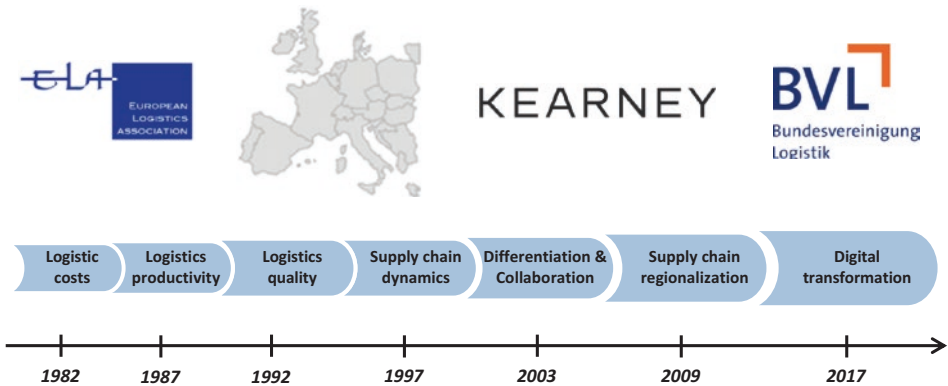 ELA
EUROPEAN
LOGISTICS
ASSOCIATION
KEARNEY
BVL
Bundesvereinigung
Logistik
Logistic
costs
Logistics
productivity
Logistics
quality
Supply chain
dynamics
Differentiation &
Collaboration
Supply chain
regionalization
Digital
transformation
1982
1987
1992
1997
2003
2009
2017